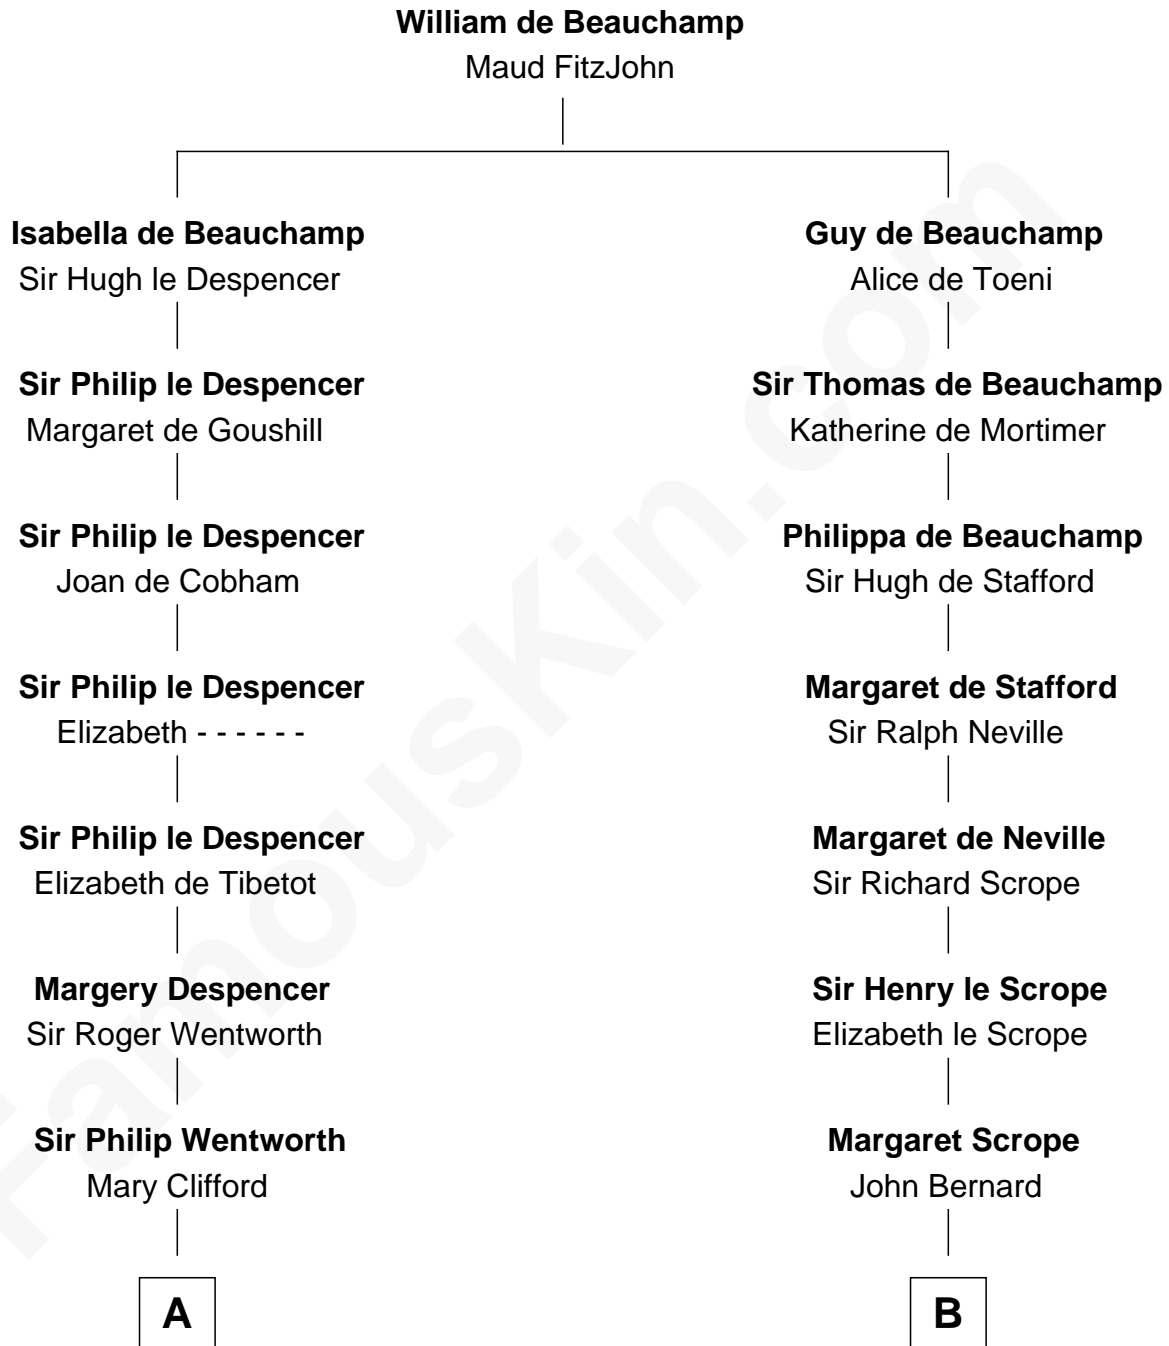 William de Beauchamp
Maud FitzJohn
Isabella de Beauchamp
Sir Hugh le Despencer
Guy de Beauchamp
Alice de Toeni
Sir Philip le Despencer
Margaret de Goushill
Sir Thomas de Beauchamp
Katherine de Mortimer
Sir Philip le Despencer
Joan de Cobham
Philippa de Beauchamp
Sir Hugh de Stafford
Sir Philip le Despencer
Elizabeth - - - - - -
Margaret de Stafford
Sir Ralph Neville
Sir Philip le Despencer
Elizabeth de Tibetot
Margaret de Neville
Sir Richard Scrope
Margery Despencer
Sir Roger Wentworth
Sir Henry le Scrope
Elizabeth le Scrope
Sir Philip Wentworth
Mary Clifford
Margaret Scrope
John Bernard
A
B
FamousKin.com